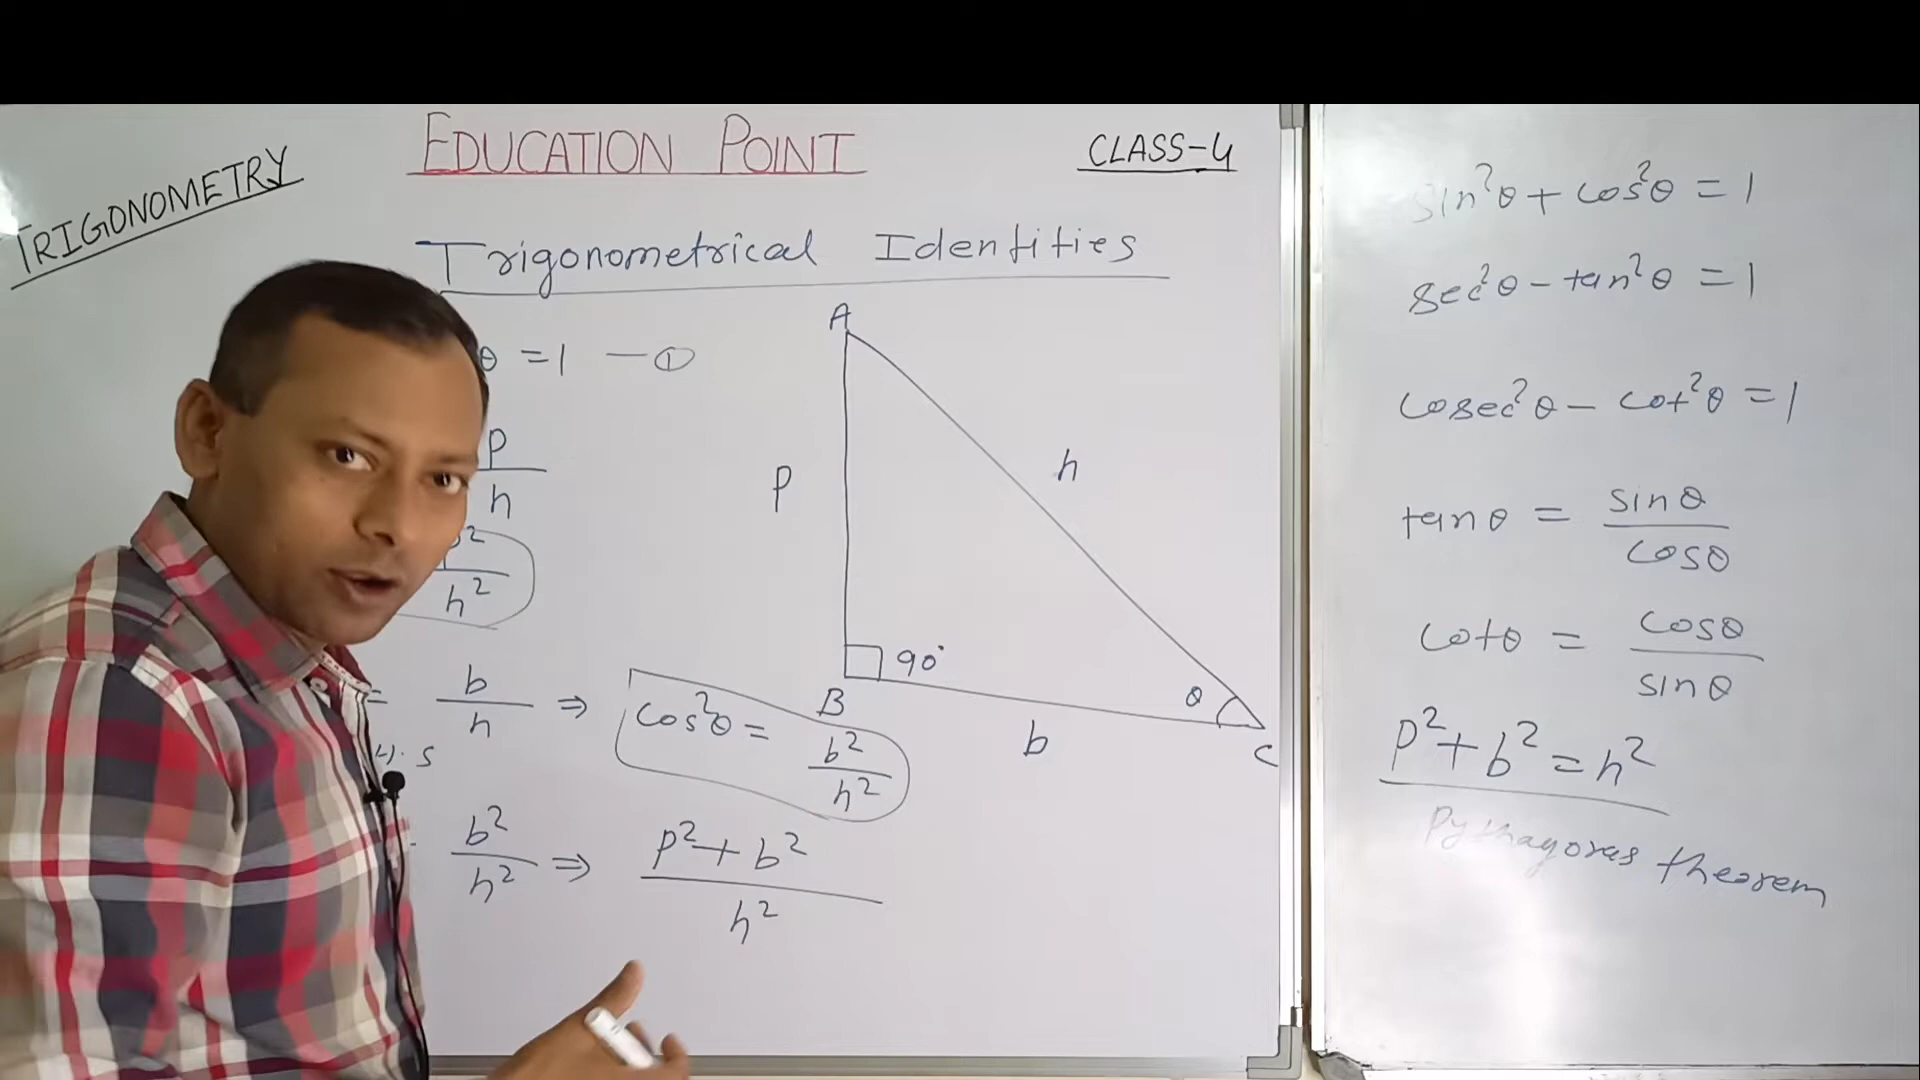 TRIGONOMETRY
EDUCATION POINT
CLASS-4
Trigonometrical Identities
θ = 1 — ①
p
h
p²
h²
= b/h ⇒ cos²θ = b²/h²
H.S
b²/h² ⇒ p²+b²/h²
A
p
h
90°
B
θ
b
C
sin²θ + cos²θ = 1
sec²θ - tan²θ = 1
cosec²θ - cot²θ = 1
tanθ = sinθ/cosθ
cotθ = cosθ/sinθ
p²+b² = h²
Pythagoras theorem